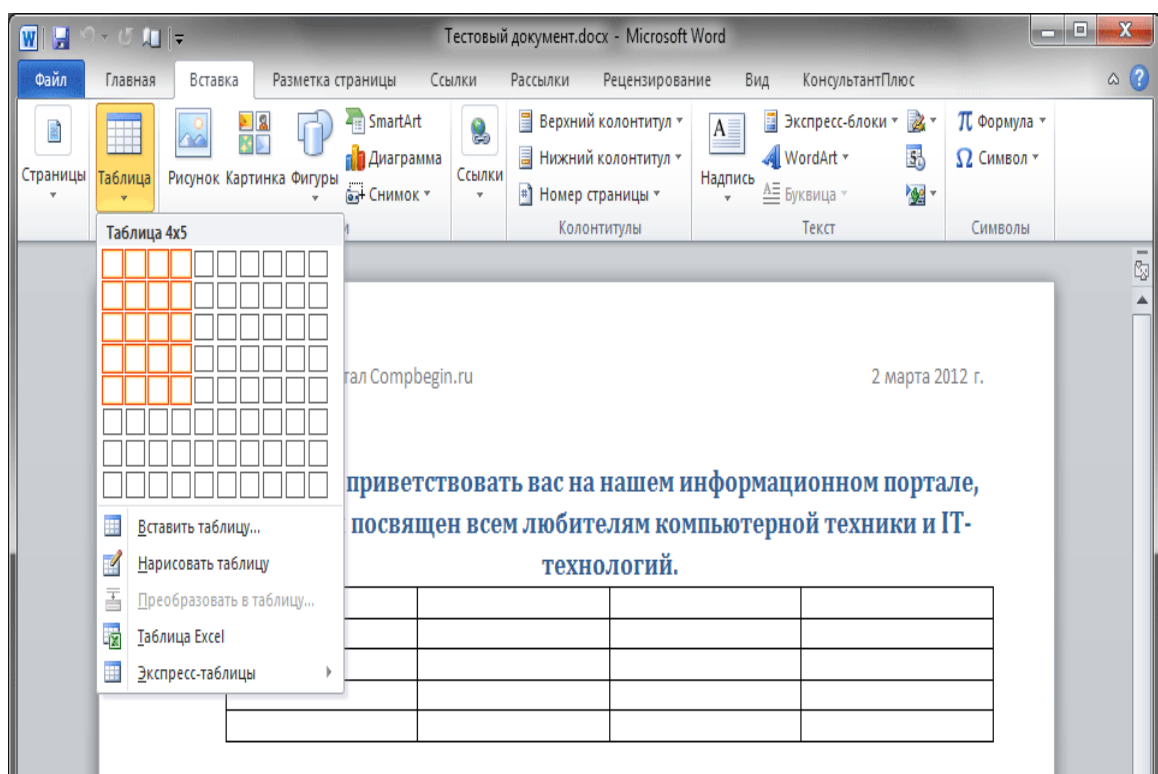 Тестовый документ.docx - Microsoft Word
Файл Главная Вставка Разметка страницы Ссылки Рассылки Рецензирование Вид КонсультантПлюс
Страницы
Таблица
Рисунок
Картинка
Фигуры
SmartArt
Диаграмма
Снимок
Ссылки
Верхний колонтитул
Нижний колонтитул
Номер страницы
Колонтитулы
Надпись
Экспресс-блоки
WordArt
Буквица
Текст
π Формула
Ω Символ
Символы
Таблица 4x5
Вставить таблицу...
Нарисовать таблицу
Преобразовать в таблицу...
Таблица Excel
Экспресс-таблицы
Compbegin.ru 2 марта 2012 г.
приветствовать вас на нашем информационном портале,
посвящен всем любителям компьютерной техники и IT-
технологий.